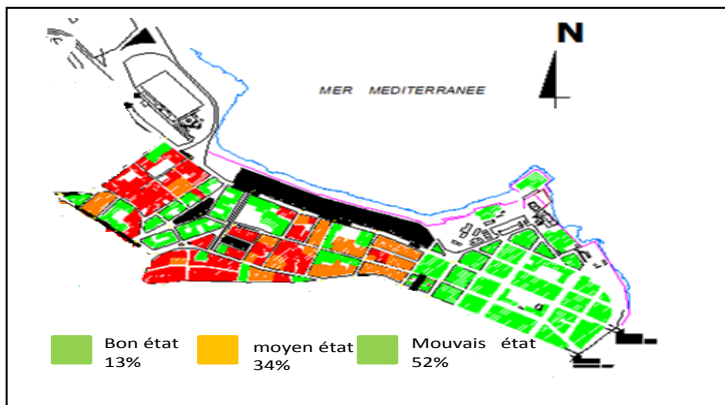 N
MER MEDITERRANEE
Bon état
13%
moyen état
34%
Mouvais état
52%